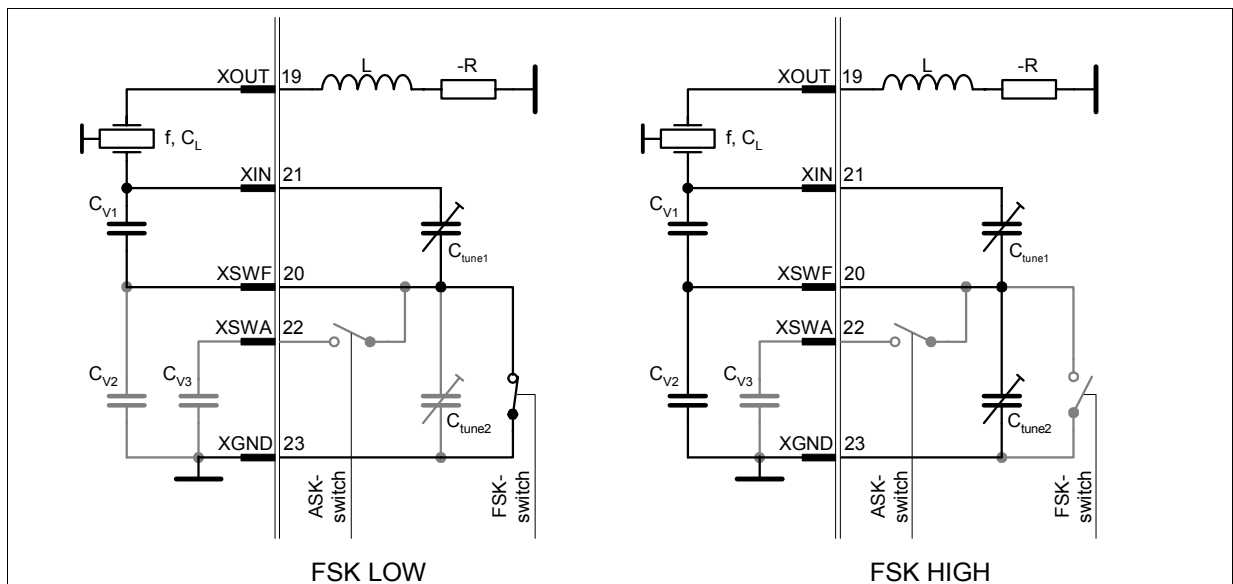 XOUT 19 L -R
f, C_L
XIN 21
C_V1
C_tune1
XSWF 20
XSWA 22
C_V2 C_V3
C_tune2
XGND 23
ASK-
switch
FSK-
switch
FSK LOW
XOUT 19 L -R
f, C_L
XIN 21
C_V1
C_tune1
XSWF 20
XSWA 22
C_V2 C_V3
C_tune2
XGND 23
ASK-
switch
FSK-
switch
FSK HIGH